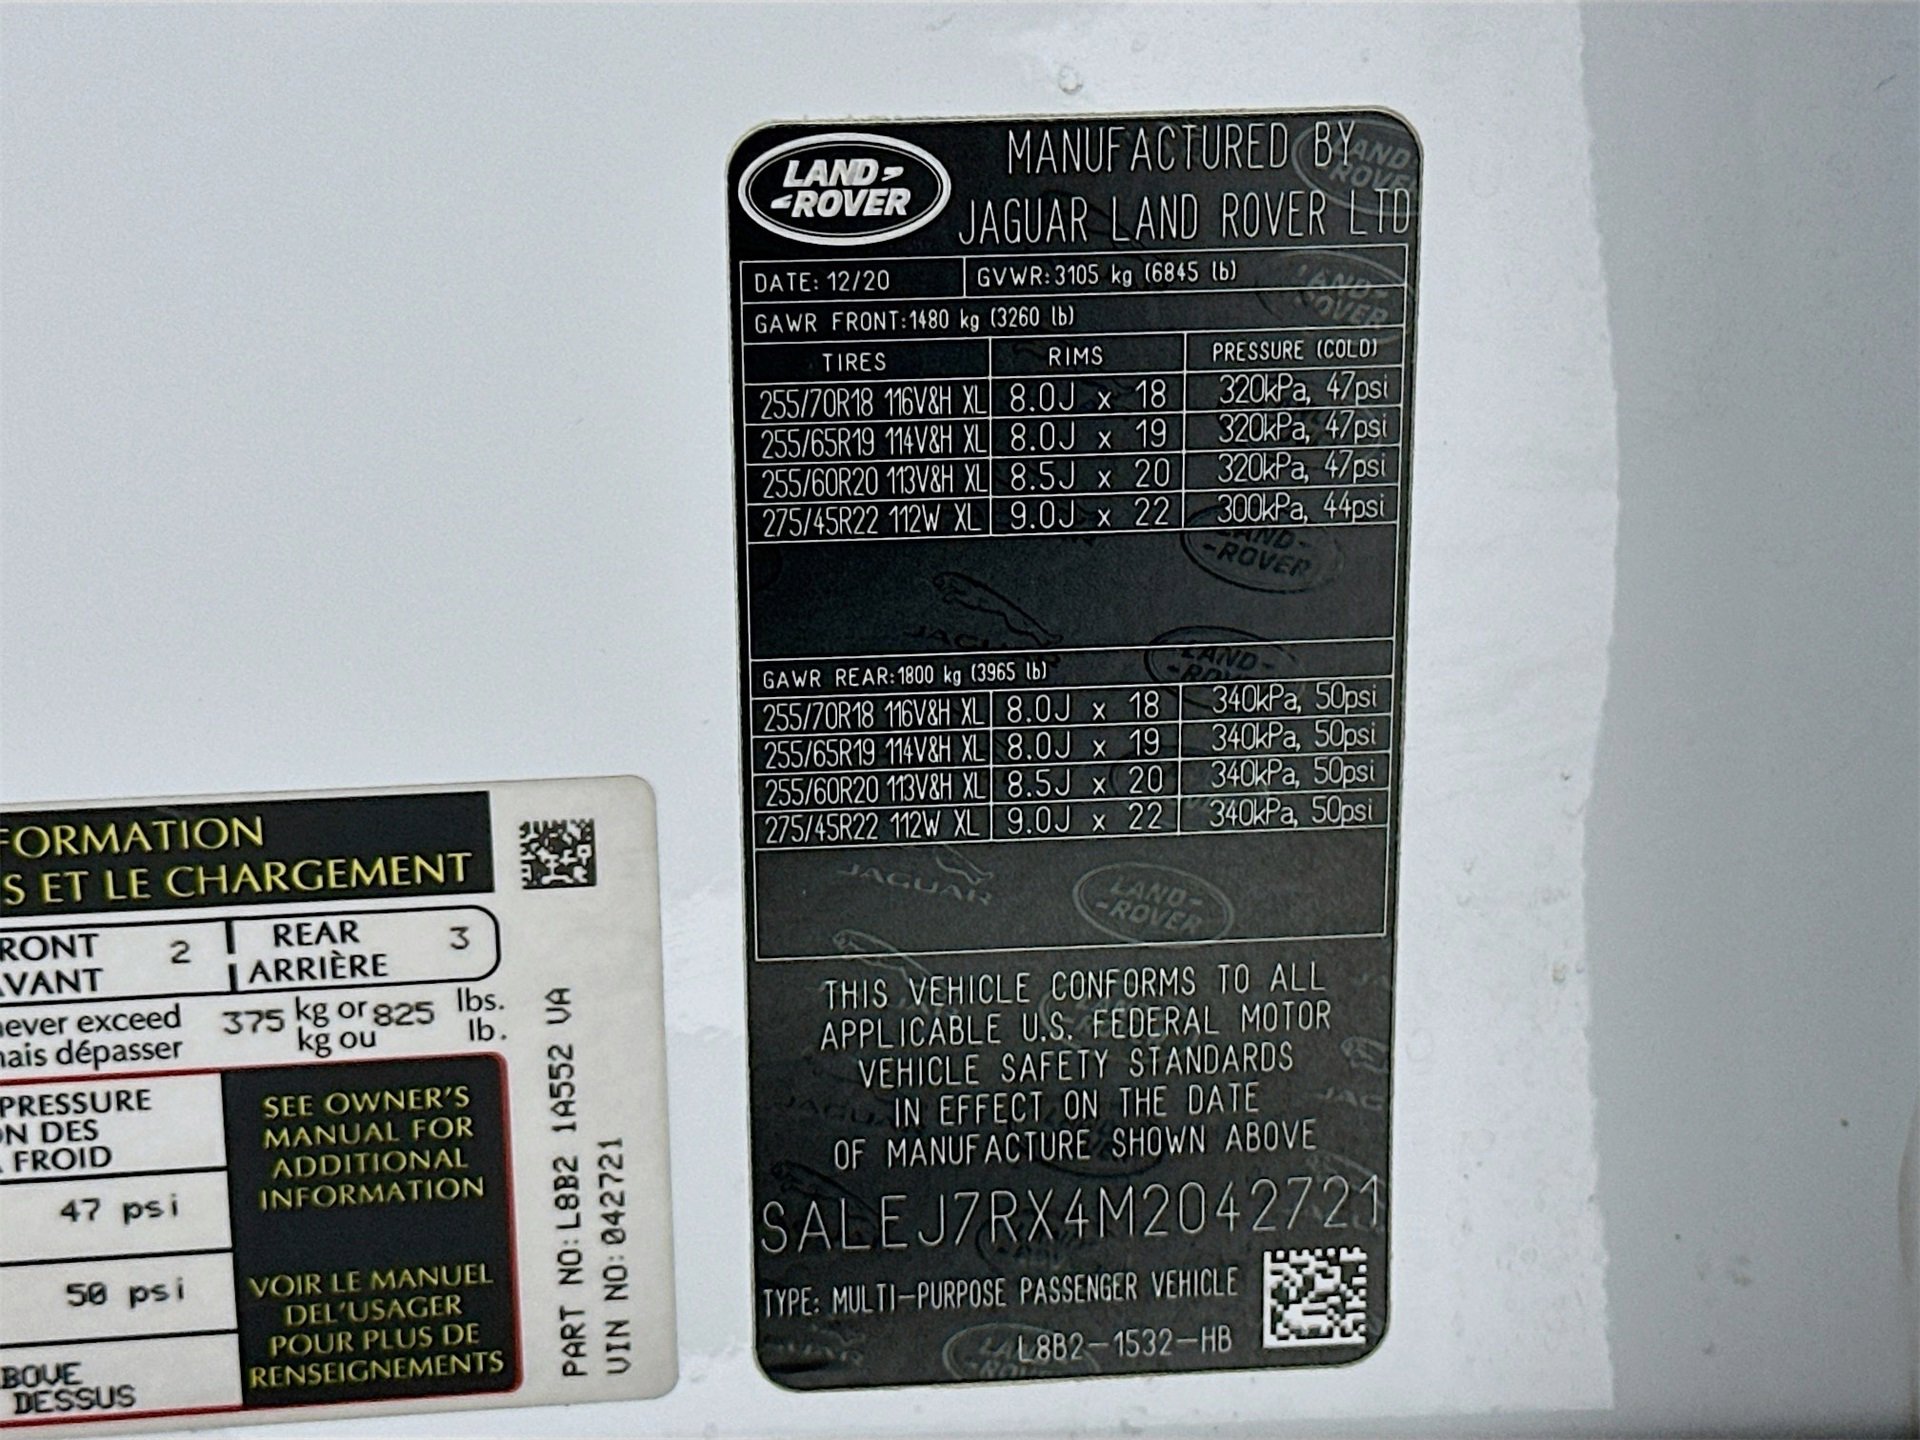 LAND
ROVER
MANUFACTURED BY
JAGUAR LAND ROVER LTD
DATE: 12/20 GVWR:3105 kg (6845 lb)
GAWR FRONT:1480 kg (3260 lb)
TIRES RIMS PRESSURE (COLD)
255/70R18 116V&H XL 8.0J x 18 320kPa, 47psi
255/65R19 114V&H XL 8.0J x 19 320kPa, 47psi
255/60R20 113V&H XL 8.5J x 20 320kPa, 47psi
275/45R22 112W XL 9.0J x 22 300kPa, 44psi
GAWR REAR:1800 kg (3965 lb)
255/70R18 116V&H XL 8.0J x 18 340kPa, 50psi
255/65R19 114V&H XL 8.0J x 19 340kPa, 50psi
255/60R20 113V&H XL 8.5J x 20 340kPa, 50psi
275/45R22 112W XL 9.0J x 22 340kPa, 50psi
THIS VEHICLE CONFORMS TO ALL
APPLICABLE U.S. FEDERAL MOTOR
VEHICLE SAFETY STANDARDS
IN EFFECT ON THE DATE
OF MANUFACTURE SHOWN ABOVE
SALEJ7RX4M2042721
TYPE: MULTI-PURPOSE PASSENGER VEHICLE
L8B2-1532-HB
FORMATION
S ET LE CHARGEMENT
RONT 2 REAR 3
AVANT ARRIÈRE
never exceed 375 kg or 825 lbs.
mais dépasser kg ou lb.
PRESSURE
ON DES
FROID
47 psi
50 psi
ABOVE
DESSUS
SEE OWNER'S
MANUAL FOR
ADDITIONAL
INFORMATION
VOIR LE MANUEL
DEL'USAGER
POUR PLUS DE
RENSEIGNEMENTS
PART NO:L8B2 1A552 VA
VIN NO:042721